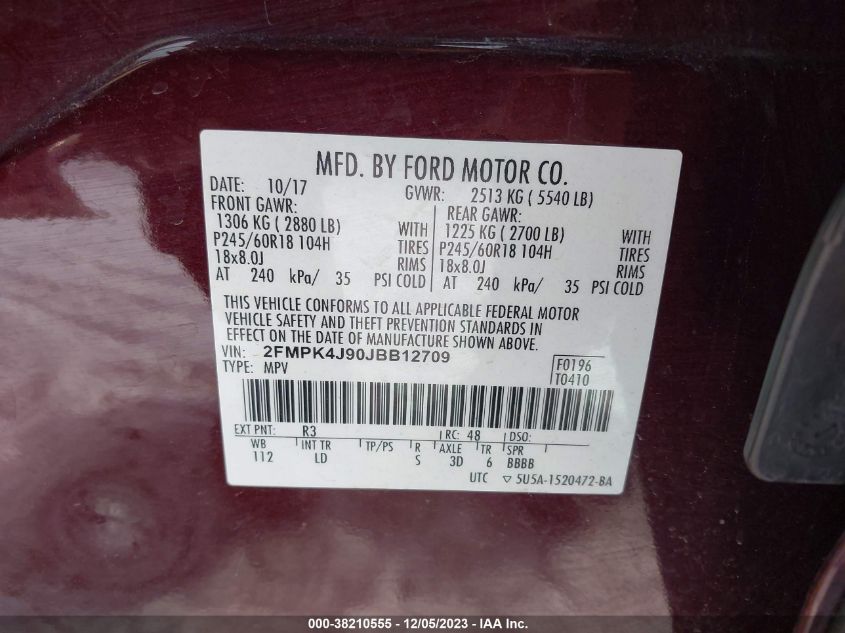 MFD. BY FORD MOTOR CO.
DATE: 10/17 GVWR: 2513 KG ( 5540 LB)
FRONT GAWR: REAR GAWR:
1306 KG ( 2880 LB) WITH 1225 KG ( 2700 LB) WITH
P245/60R18 104H TIRES P245/60R18 104H TIRES
18x8.0J RIMS 18x8.0J RIMS
AT 240 kPa/ 35 PSI COLD AT 240 kPa/ 35 PSI COLD
THIS VEHICLE CONFORMS TO ALL APPLICABLE FEDERAL MOTOR
VEHICLE SAFETY AND THEFT PREVENTION STANDARDS IN
EFFECT ON THE DATE OF MANUFACTURE SHOWN ABOVE.
VIN: 2FMPK4J90JBB12709 F0196
TYPE: MPV T0410
EXT PNT: R3 RC: 48 DSO:
WB INT TR TP/PS R AXLE TR SPR
112 LD S 3D 6 BBBB
UTC ▽ 5U5A-1520472-BA
000-38210555 - 12/05/2023 - Copyright IAA, Inc.